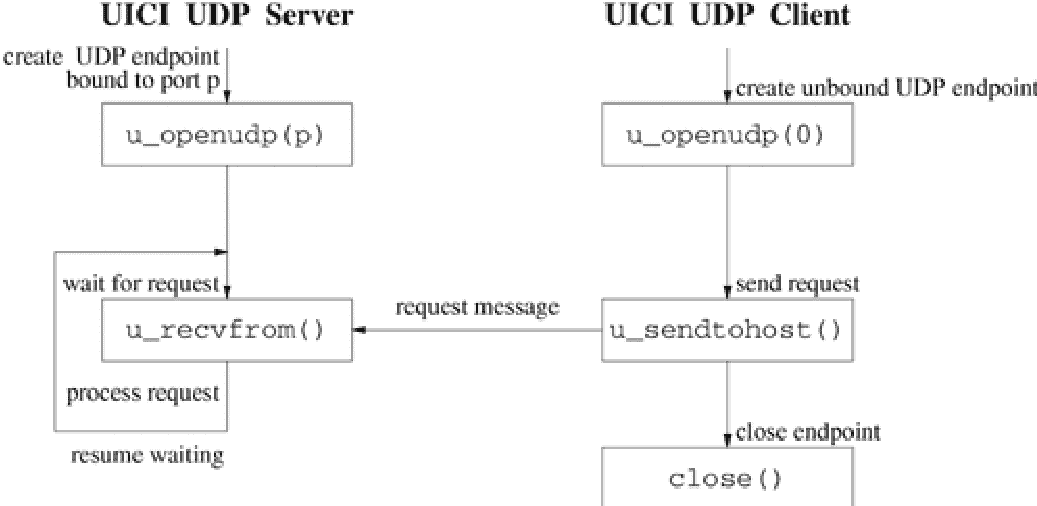 UICI UDP Server
create UDP endpoint
bound to port p
u_openudp(p)
wait for request
u_recvfrom()
process request
resume waiting
request message
UICI UDP Client
create unbound UDP endpoint
u_openudp(0)
send request
u_sendtohost()
close endpoint
close()